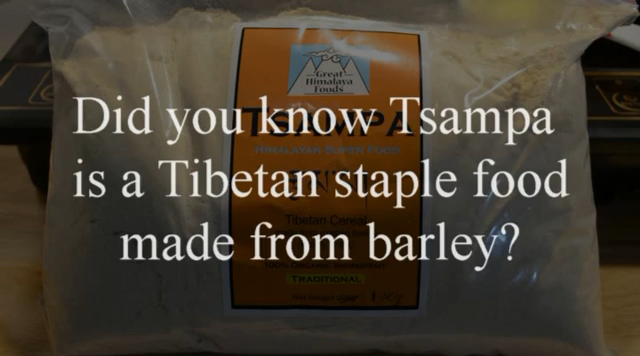 Great
Himalaya
Foods
TSAMPA
HIMALAYAN SUPER FOOD
Did you know Tsampa
is a Tibetan staple food
made from barley?
Tibetan Cereal
TRADITIONAL